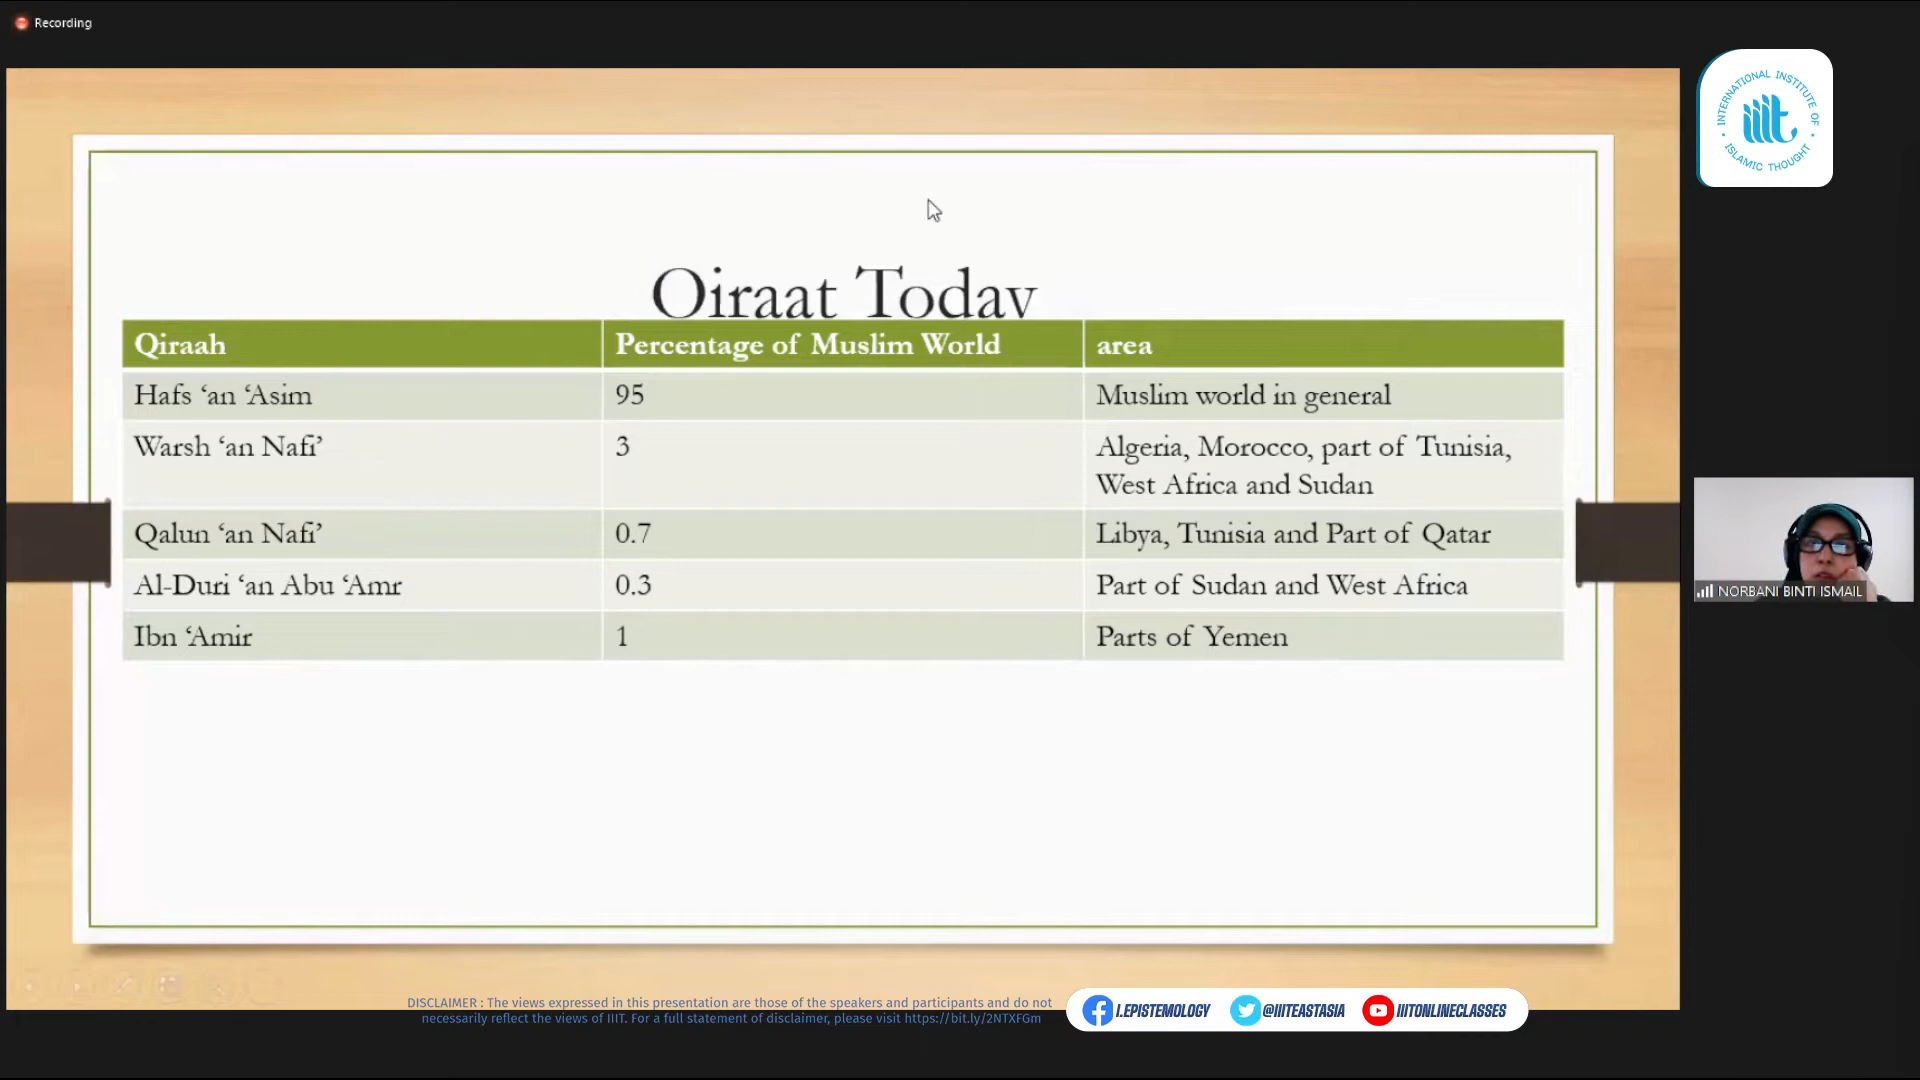 Recording
INTERNATIONAL INSTITUTE OF
iiit
ISLAMIC THOUGHT
Qiraat Today
Qiraah Percentage of Muslim World area
Hafs ‘an ‘Asim 95 Muslim world in general
Warsh ‘an Nafi’ 3 Algeria, Morocco, part of Tunisia,
West Africa and Sudan
Qalun ‘an Nafi’ 0.7 Libya, Tunisia and Part of Qatar
Al-Duri ‘an Abu ‘Amr 0.3 Part of Sudan and West Africa
Ibn ‘Amir 1 Parts of Yemen
NORBANI BINTI ISMAIL
DISCLAIMER : The views expressed in this presentation are those of the speakers and participants and do not
necessarily reflect the views of IIIT. For a full statement of disclaimer, please visit https://bit.ly/2NTXFGm
I.EPISTEMOLOGY @IIITEASTASIA IIITONLINECLASSES